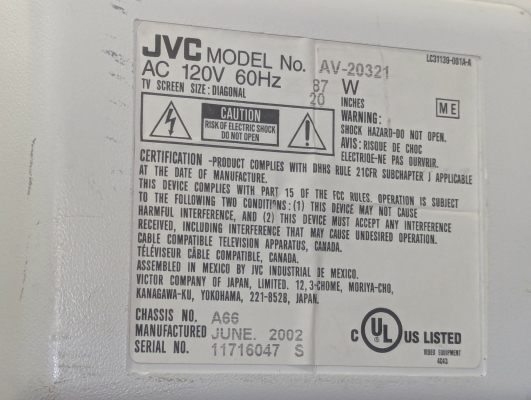 LC31139-001A-A
JVC MODEL No. AV-20321
AC 120V 60Hz 87 W
TV SCREEN SIZE: DIAGONAL 20 INCHES
ME
CAUTION
RISK OF ELECTRIC SHOCK
DO NOT OPEN
WARNING:
SHOCK HAZARD-DO NOT OPEN.
AVIS: RISQUE DE CHOC
ELECTRIQE-NE PAS OURVRIR.
CERTIFICATION -PRODUCT COMPLIES WITH DHHS RULE 21CFR SUBCHAPTER J APPLICABLE
AT THE DATE OF MANUFACTURE.
THIS DEVICE COMPLIES WITH PART 15 OF THE FCC RULES. OPERATION IS SUBJECT
TO THE FOLLOWING TWO CONDITIONS: (1) THIS DEVICE MAY NOT CAUSE
HARMFUL INTERFERENCE, AND (2) THIS DEVICE MUST ACCEPT ANY INTERFERENCE
RECEIVED, INCLUDING INTERFERENCE THAT MAY CAUSE UNDESIRED OPERATION.
CABLE COMPATIBLE TELEVISION APPARATUS, CANADA.
TÉLÉVISEUR CÂBLE COMPATIBLE, CANADA.
ASSEMBLED IN MEXICO BY JVC INDUSTRIAL DE MEXICO.
VICTOR COMPANY OF JAPAN, LIMITED. 12, 3-CHOME, MORIYA-CHO,
KANAGAWA-KU, YOKOHAMA, 221-8528, JAPAN.
CHASSIS NO. A66
MANUFACTURED JUNE. 2002
SERIAL NO. 11716047 S
C UL US LISTED
VIDEO EQUIPMENT
4043